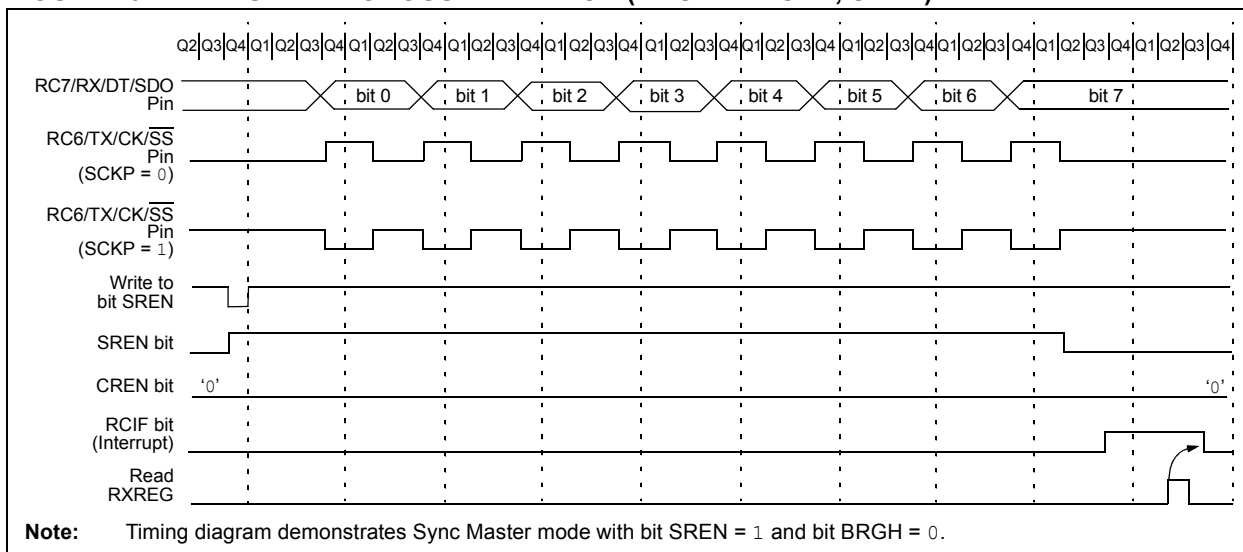 Q2 Q3 Q4 Q1 Q2 Q3 Q4 Q1 Q2 Q3 Q4 Q1 Q2 Q3 Q4 Q1 Q2 Q3 Q4 Q1 Q2 Q3 Q4 Q1 Q2 Q3 Q4 Q1 Q2 Q3 Q4 Q1 Q2 Q3 Q4 Q1 Q2 Q3 Q4 Q1 Q2 Q3 Q4
RC7/RX/DT/SDO
Pin
bit 0 bit 1 bit 2 bit 3 bit 4 bit 5 bit 6 bit 7
RC6/TX/CK/SS
Pin
(SCKP = 0)
RC6/TX/CK/SS
Pin
(SCKP = 1)
Write to
bit SREN
SREN bit
CREN bit ‘0’ ‘0’
RCIF bit
(Interrupt)
Read
RXREG
Note: Timing diagram demonstrates Sync Master mode with bit SREN = 1 and bit BRGH = 0.